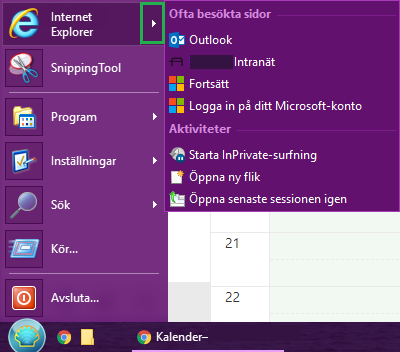 Internet
Explorer
SnippingTool
Program
Inställningar
Sök
Kör...
Avsluta...
Ofta besökta sidor
Outlook
Intranät
Fortsätt
Logga in på ditt Microsoft-konto
Aktiviteter
Starta InPrivate-surfning
Öppna ny flik
Öppna senaste sessionen igen
21
22
Kalender–